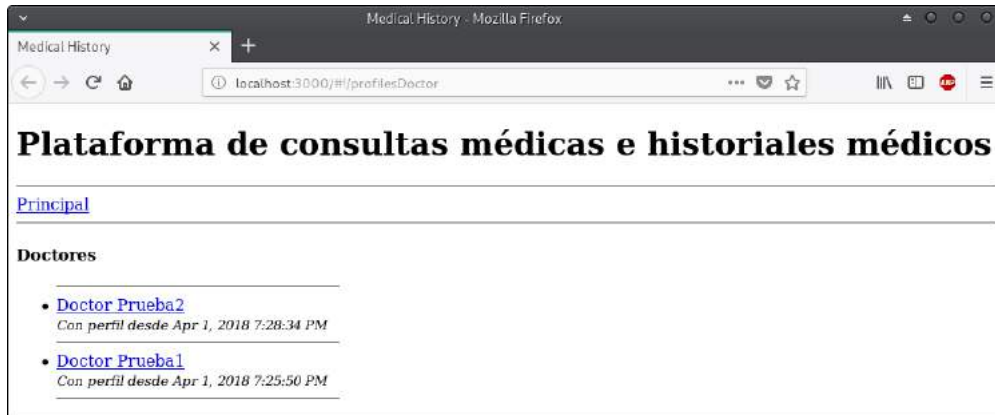 Medical History - Mozilla Firefox
Medical History
localhost:3000/#!/profilesDoctor
Plataforma de consultas médicas e historiales médicos
Principal
Doctores
Doctor Prueba2
Con perfil desde Apr 1, 2018 7:28:34 PM
Doctor Prueba1
Con perfil desde Apr 1, 2018 7:25:50 PM